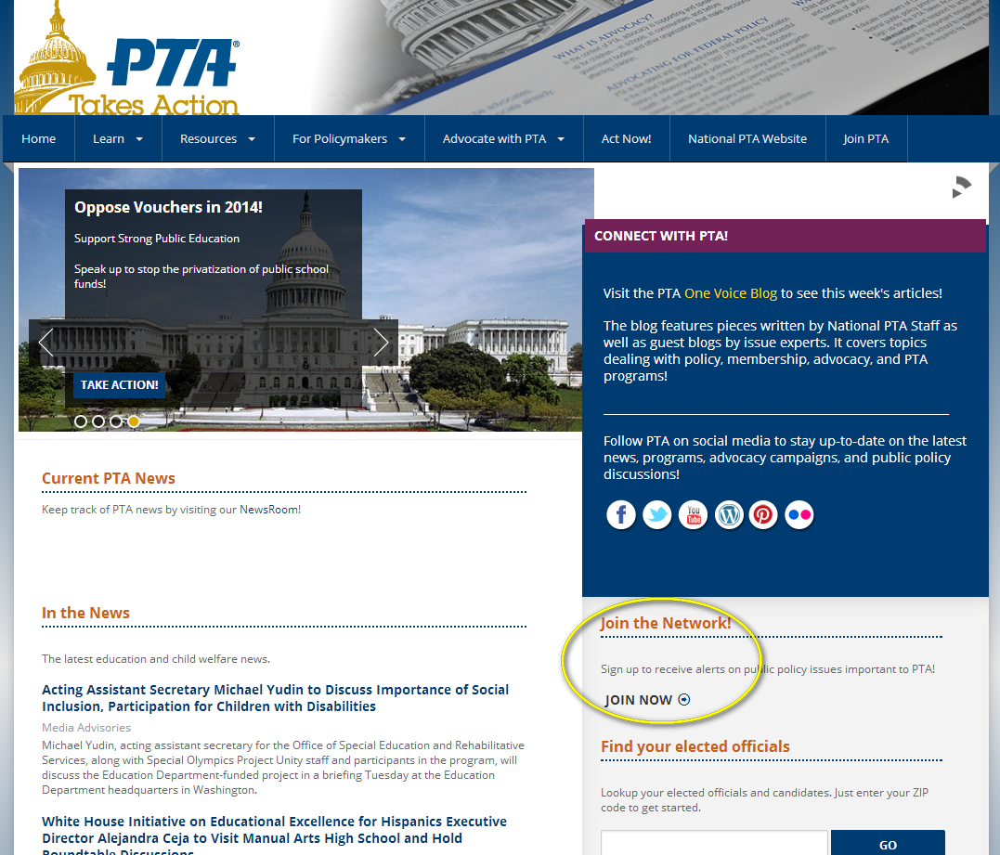 PTA®
Takes Action
WHAT IS ADVOCACY?
ADVOCATING FOR FEDERAL POLICY
Home
Learn
Resources
For Policymakers
Advocate with PTA
Act Now!
National PTA Website
Join PTA
Oppose Vouchers in 2014!
Support Strong Public Education
Speak up to stop the privatization of public school
funds!
TAKE ACTION!
CONNECT WITH PTA!
Visit the PTA One Voice Blog to see this week's articles!
The blog features pieces written by National PTA Staff as
well as guest blogs by issue experts. It covers topics
dealing with policy, membership, advocacy, and PTA
programs!
Follow PTA on social media to stay up-to-date on the latest
news, programs, advocacy campaigns, and public policy
discussions!
You
Tube
Current PTA News
Keep track of PTA news by visiting our NewsRoom!
In the News
The latest education and child welfare news.
Acting Assistant Secretary Michael Yudin to Discuss Importance of Social
Inclusion, Participation for Children with Disabilities
Media Advisories
Michael Yudin, acting assistant secretary for the Office of Special Education and Rehabilitative
Services, along with Special Olympics Project Unity staff and participants in the program, will
discuss the Education Department-funded project in a briefing Tuesday at the Education
Department headquarters in Washington.
White House Initiative on Educational Excellence for Hispanics Executive
Director Alejandra Ceja to Visit Manual Arts High School and Hold
Roundtable Discussions
Join the Network!
Sign up to receive alerts on public policy issues important to PTA!
JOIN NOW
Find your elected officials
Lookup your elected officials and candidates. Just enter your ZIP
code to get started.
GO